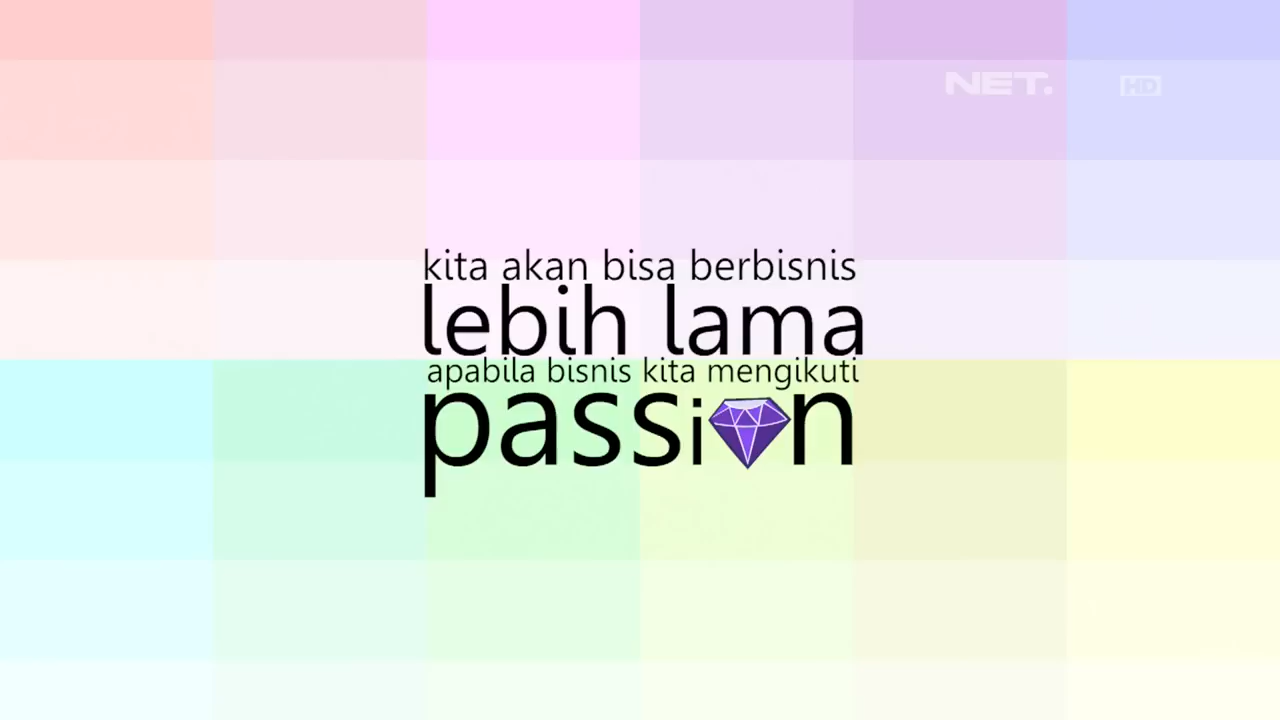 NET.
HD
kita akan bisa berbisnis
lebih lama
apabila bisnis kita mengikuti
passion